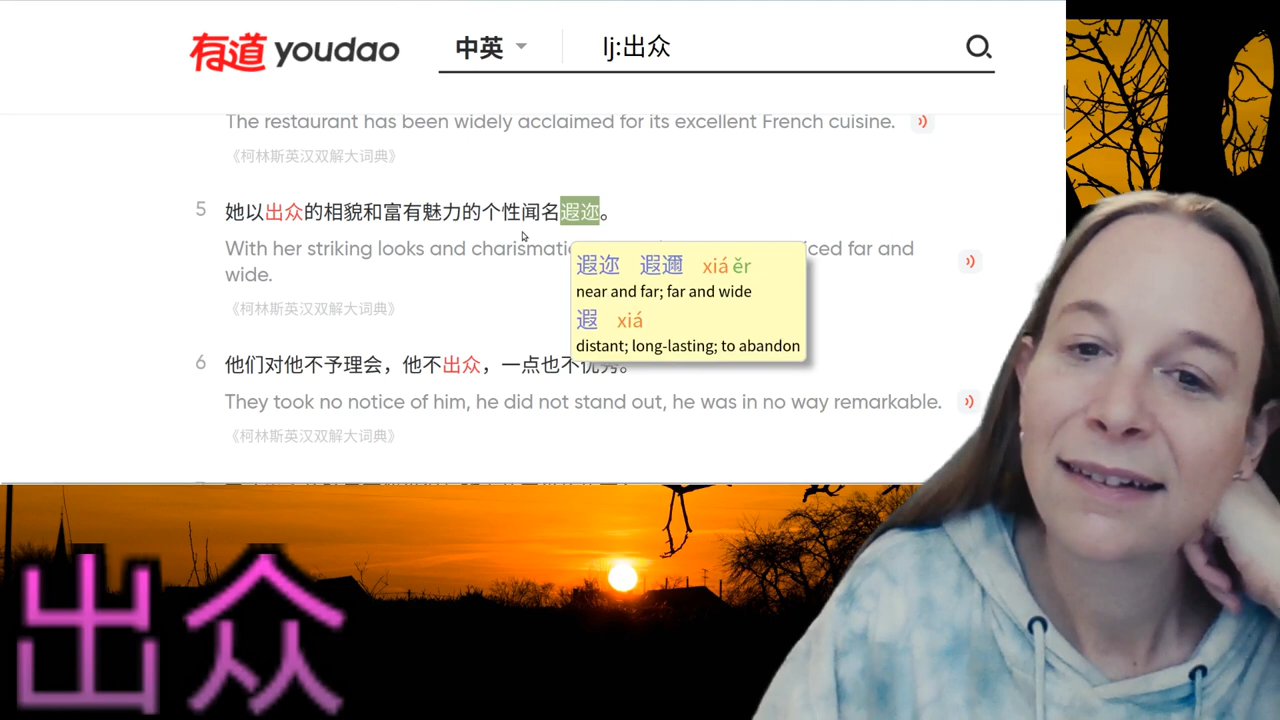 有道 youdao
中英
lj:出众
The restaurant has been widely acclaimed for its excellent French cuisine.
《柯林斯英汉双解大词典》
5 她以出众的相貌和富有魅力的个性闻名遐迩。
With her striking looks and charismatic iced far and
wide.
《柯林斯英汉双解大词典》
遐迩 遐邇 xiá ěr
near and far; far and wide
遐 xiá
distant; long-lasting; to abandon
6 他们对他不予理会，他不出众，一点也不优秀。
They took no notice of him, he did not stand out, he was in no way remarkable.
《柯林斯英汉双解大词典》
出众